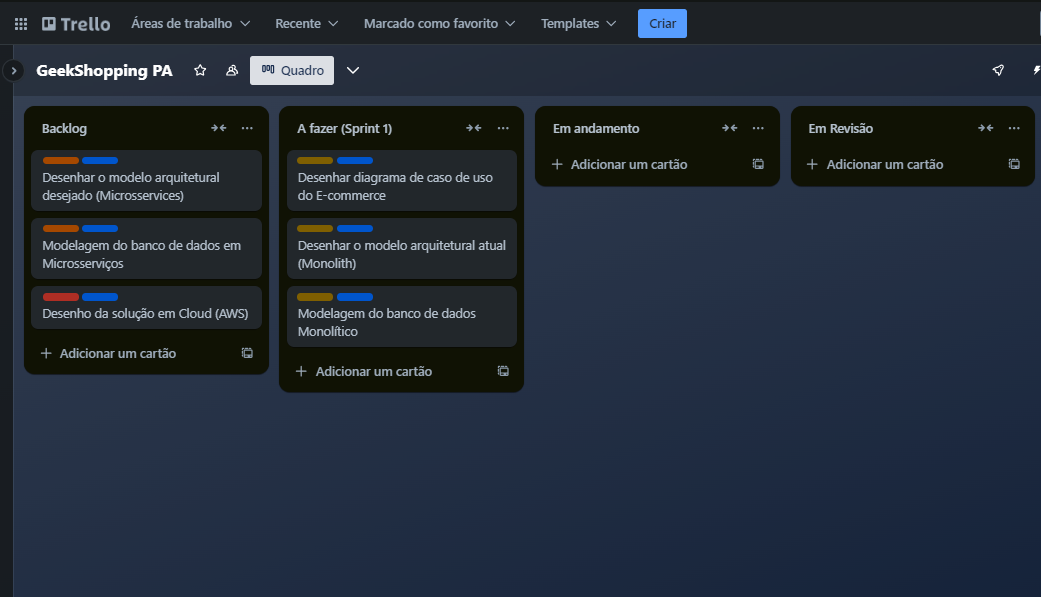 Trello
Áreas de trabalho
Recente
Marcado como favorito
Templates
Criar
GeekShopping PA
Quadro
Backlog
Desenhar o modelo arquitetural
desejado (Microsservices)
Modelagem do banco de dados em
Microsserviços
Desenho da solução em Cloud (AWS)
+ Adicionar um cartão
A fazer (Sprint 1)
Desenhar diagrama de caso de uso
do E-commerce
Desenhar o modelo arquitetural atual
(Monolith)
Modelagem do banco de dados
Monolítico
+ Adicionar um cartão
Em andamento
+ Adicionar um cartão
Em Revisão
+ Adicionar um cartão